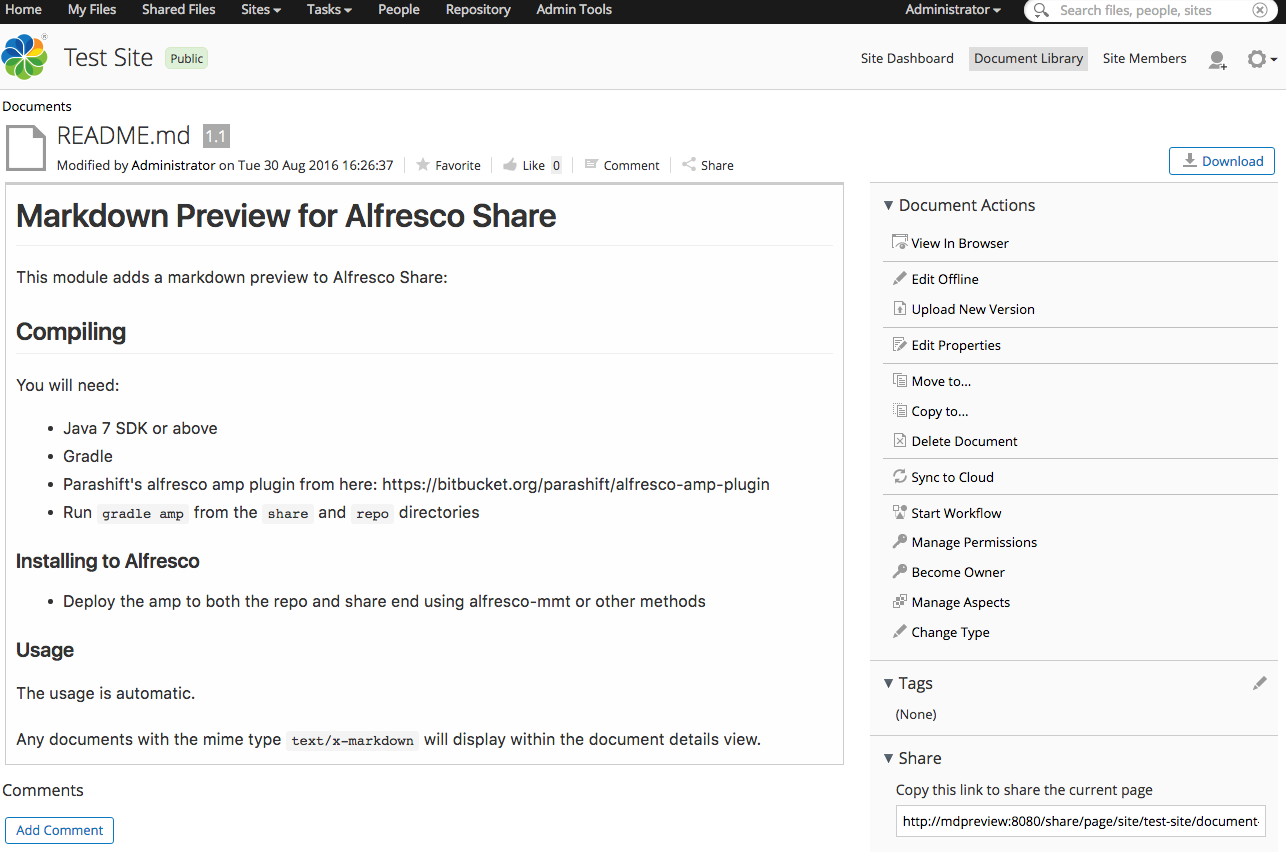 Home My Files Shared Files Sites Tasks People Repository Admin Tools Administrator Search files, people, sites
® Test Site Public Site Dashboard Document Library Site Members
Documents
README.md 1.1
Modified by Administrator on Tue 30 Aug 2016 16:26:37 Favorite Like 0 Comment Share
Download
Markdown Preview for Alfresco Share
This module adds a markdown preview to Alfresco Share:
Compiling
You will need:
• Java 7 SDK or above
• Gradle
• Parashift's alfresco amp plugin from here: https://bitbucket.org/parashift/alfresco-amp-plugin
• Run gradle amp from the share and repo directories
Installing to Alfresco
• Deploy the amp to both the repo and share end using alfresco-mmt or other methods
Usage
The usage is automatic.
Any documents with the mime type text/x-markdown will display within the document details view.
Comments
Add Comment
Document Actions
View In Browser
Edit Offline
Upload New Version
Edit Properties
Move to...
Copy to...
Delete Document
Sync to Cloud
Start Workflow
Manage Permissions
Become Owner
Manage Aspects
Change Type
Tags
(None)
Share
Copy this link to share the current page
http://mdpreview:8080/share/page/site/test-site/document-